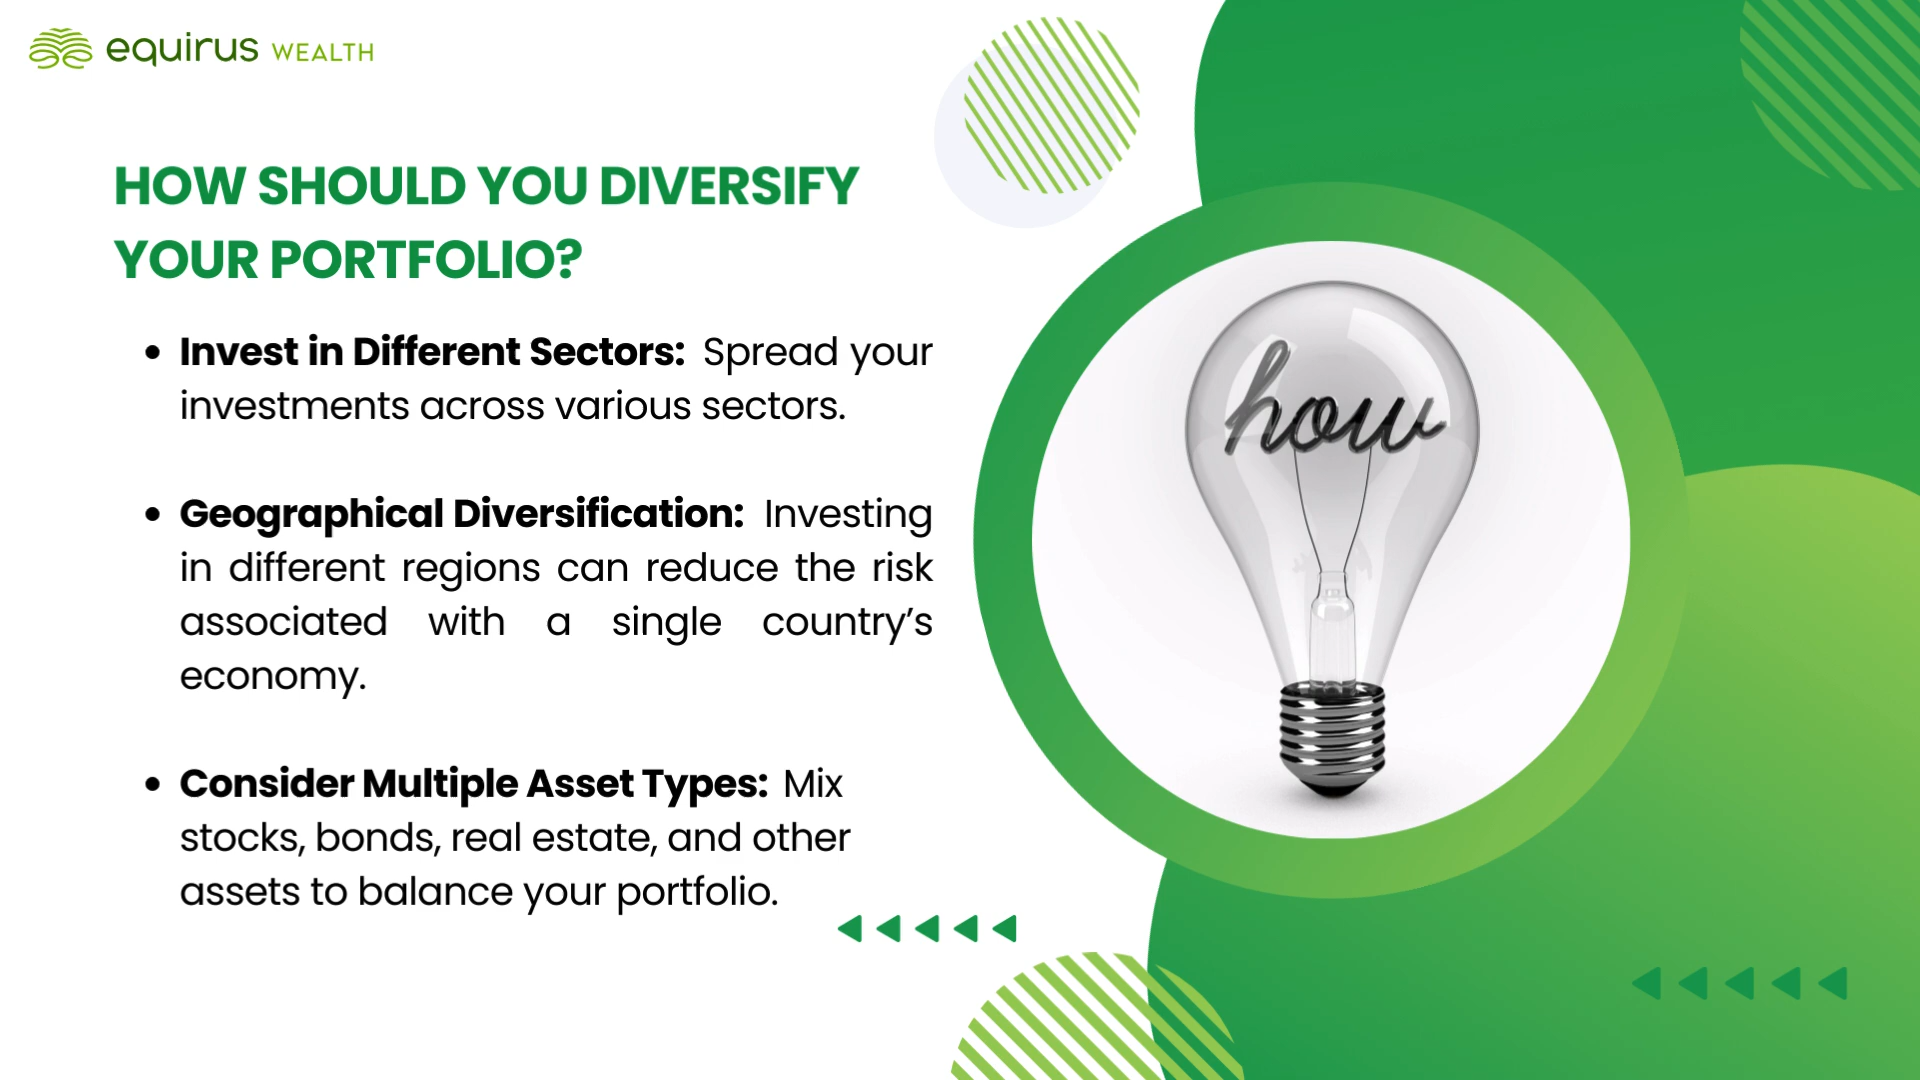 equirus WEALTH
HOW SHOULD YOU DIVERSIFY
YOUR PORTFOLIO?
• Invest in Different Sectors: Spread your
investments across various sectors.
• Geographical Diversification: Investing
in different regions can reduce the risk
associated with a single country’s
economy.
• Consider Multiple Asset Types: Mix
stocks, bonds, real estate, and other
assets to balance your portfolio.
how